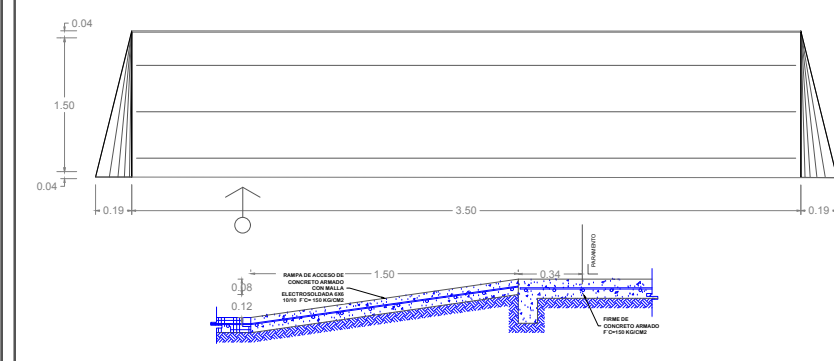 0.04
1.50
0.04
0.19
3.50
0.19
PARAMENTO
1.50
0.34
RAMPA DE ACCESO DE
CONCRETO ARMADO
CON MALLA
ELECTROSOLDADA 6X6
10/10 F´C= 150 KG/CM2
0.08
0.12
FIRME DE
CONCRETO ARMADO
F´C=150 KG/CM2